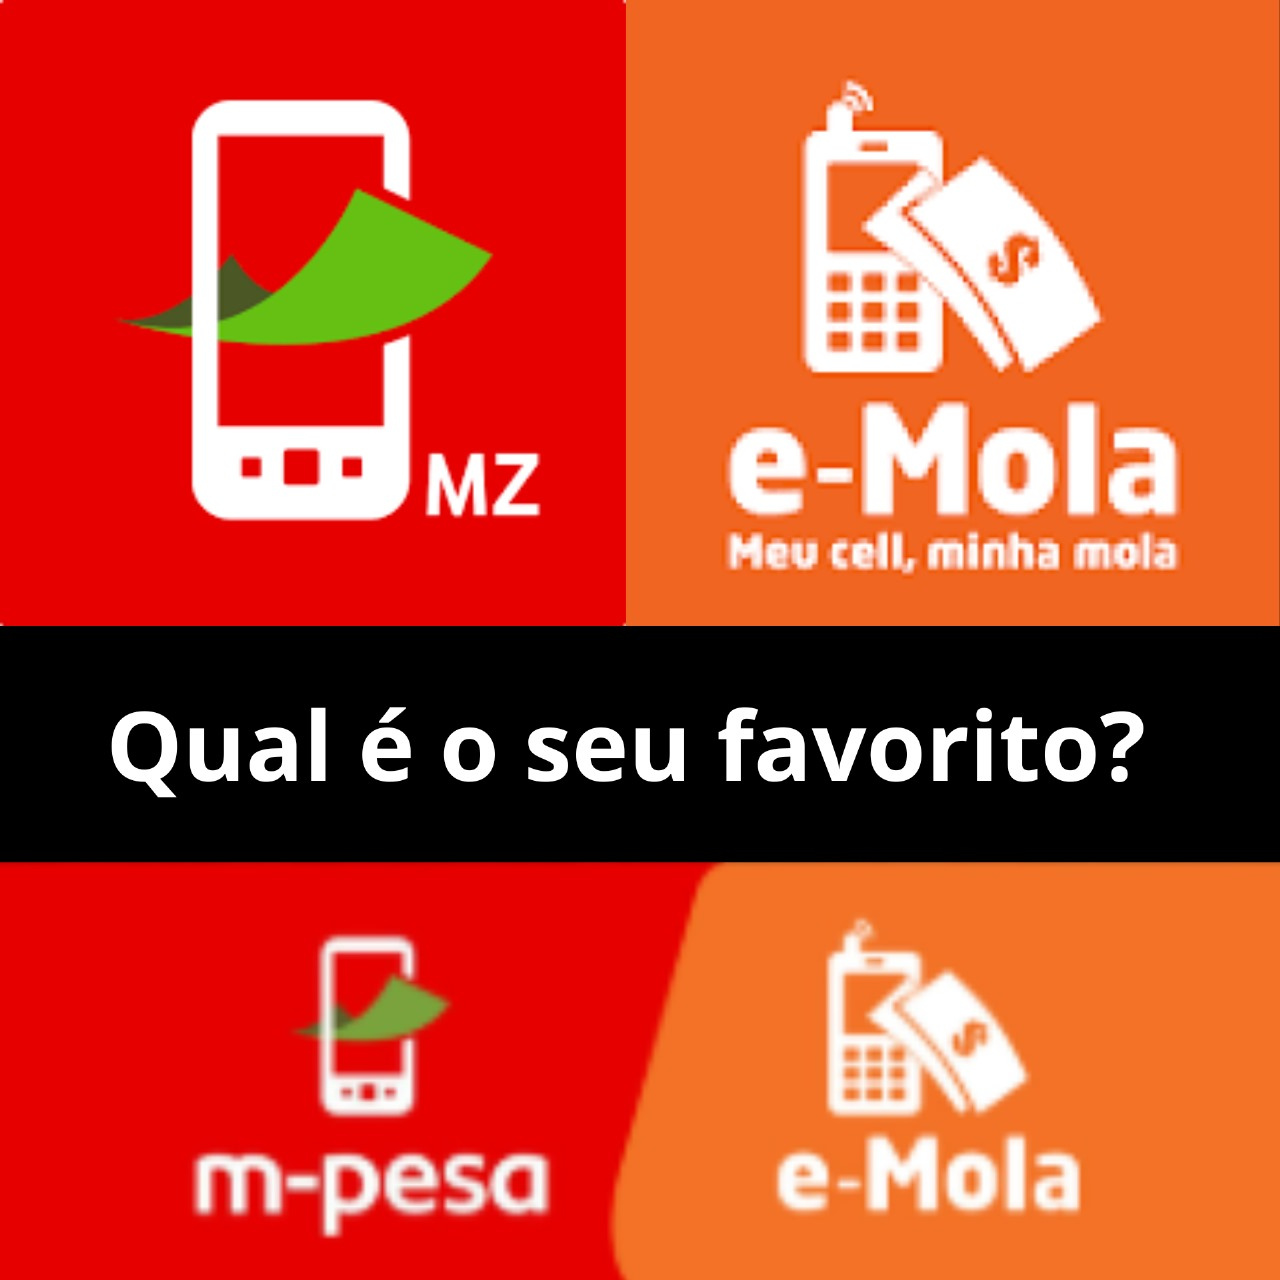 MZ
$
e-Mola
Meu cell, minha mola
Qual é o seu favorito?
m-pesa
$
e-Mola